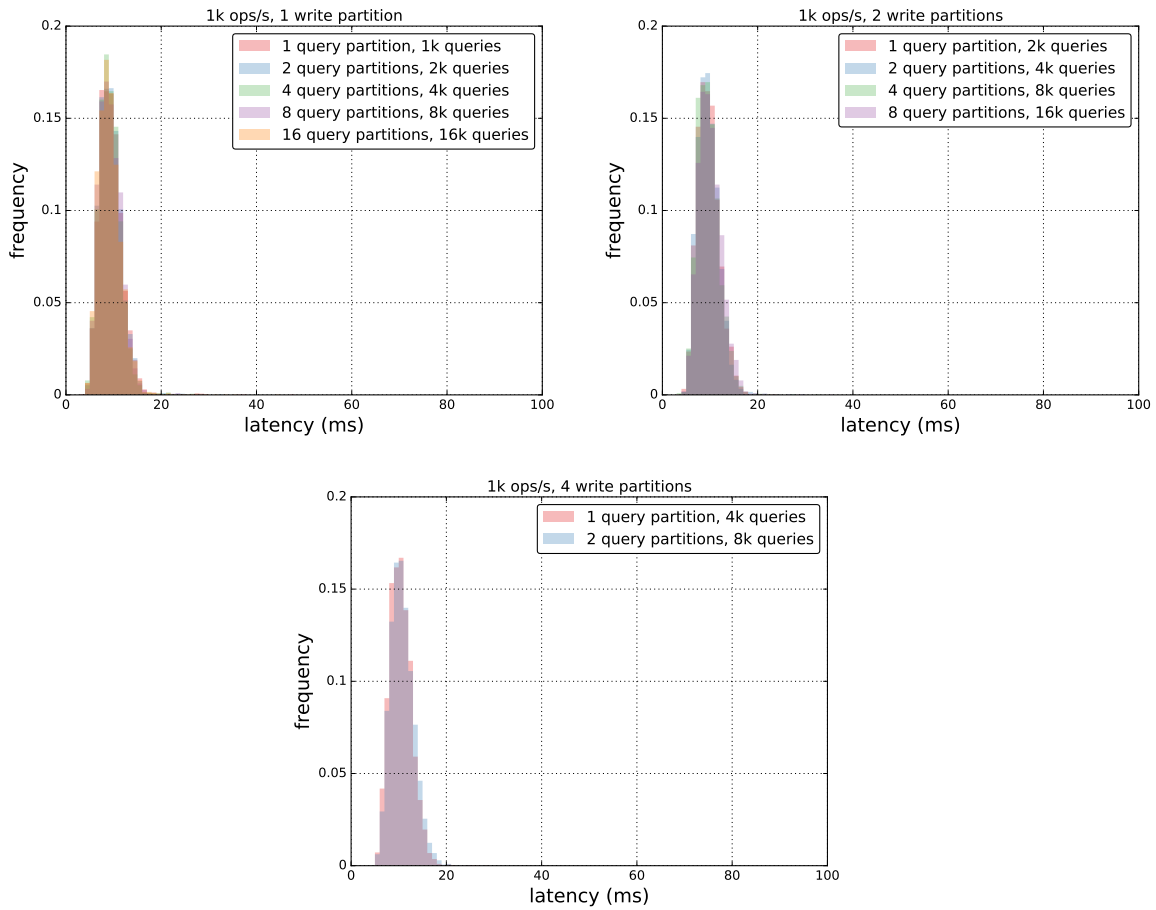 1k ops/s, 1 write partition
0.2
0.15
0.1
0.05
0
frequency
1 query partition, 1k queries
2 query partitions, 2k queries
4 query partitions, 4k queries
8 query partitions, 8k queries
16 query partitions, 16k queries
0 20 40 60 80 100
latency (ms)
1k ops/s, 2 write partitions
0.2
0.15
0.1
0.05
0
frequency
1 query partition, 2k queries
2 query partitions, 4k queries
4 query partitions, 8k queries
8 query partitions, 16k queries
0 20 40 60 80 100
latency (ms)
1k ops/s, 4 write partitions
0.2
0.15
0.1
0.05
0
frequency
1 query partition, 4k queries
2 query partitions, 8k queries
0 20 40 60 80 100
latency (ms)